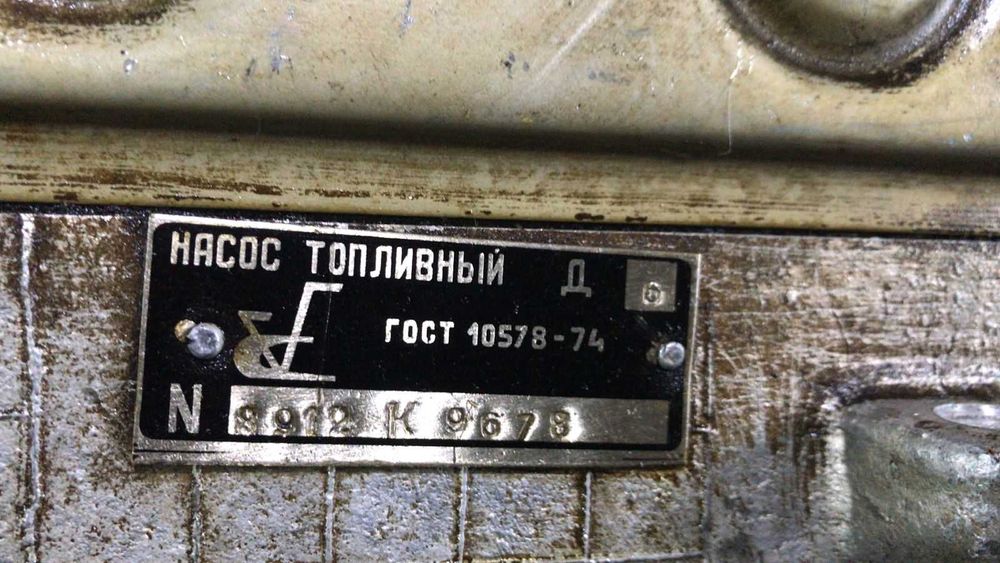 НАСОС ТОПЛИВНЫЙ Д 6
ГОСТ 10578-74
N 8912 К 9678